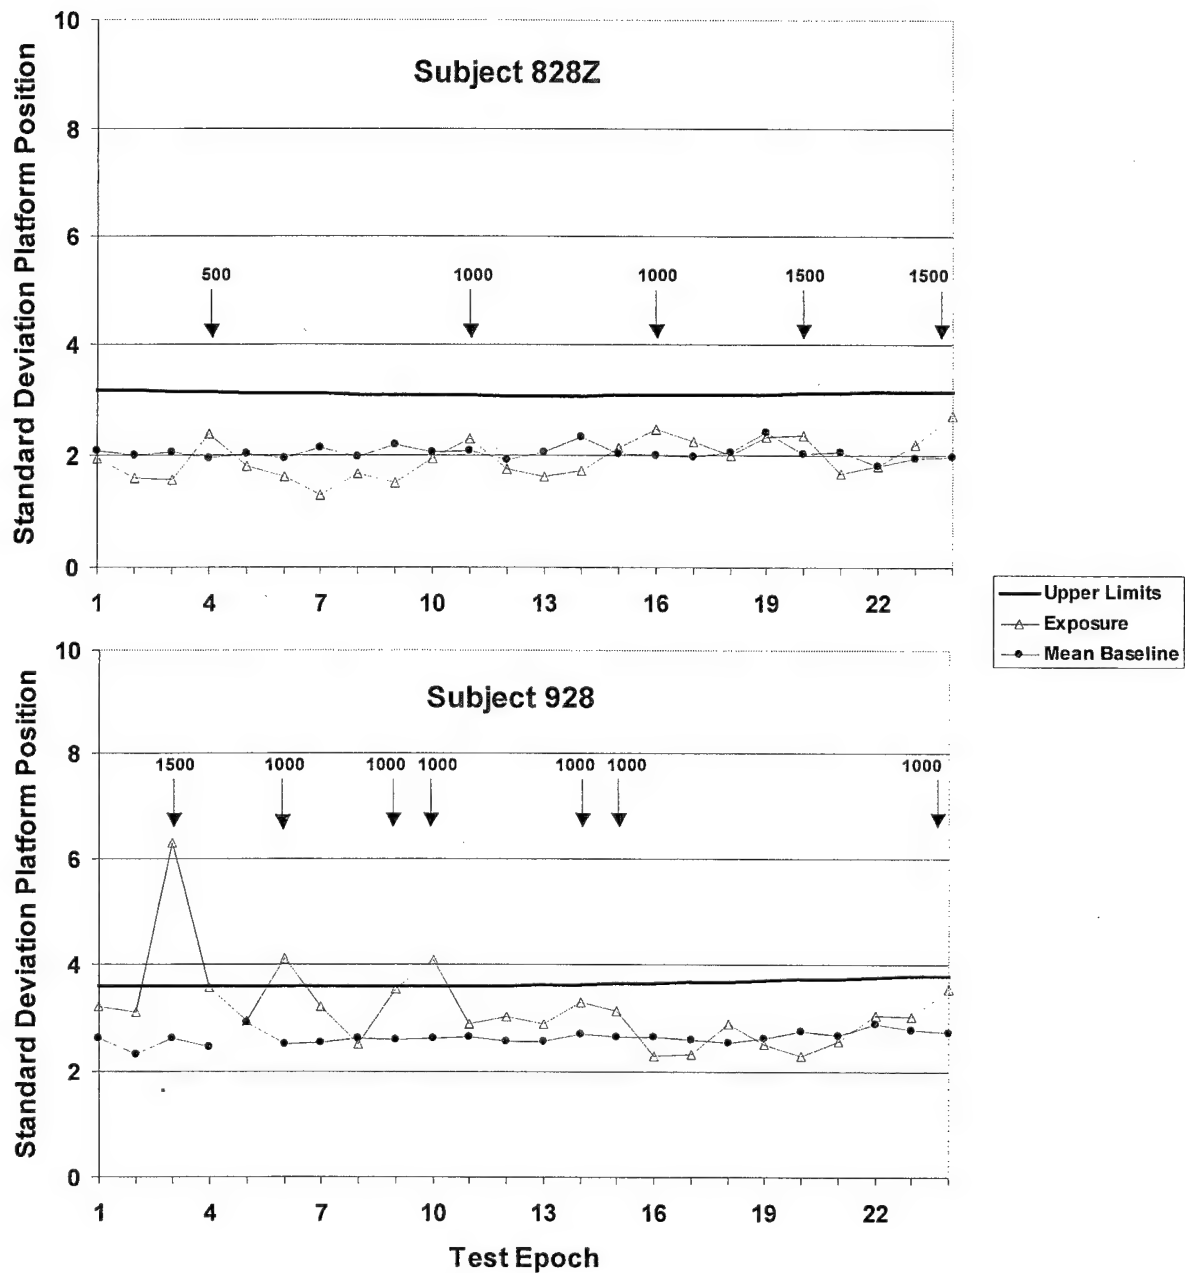 Standard Deviation Platform Position
10
8
6
4
2
0
Subject 828Z
500
1000
1000
1500
1500
1 4 7 10 13 16 19 22
Upper Limits
Exposure
Mean Baseline
Standard Deviation Platform Position
10
8
6
4
2
0
Subject 928
1500
1000
1000
1000
1000
1000
1000
1 4 7 10 13 16 19 22
Test Epoch